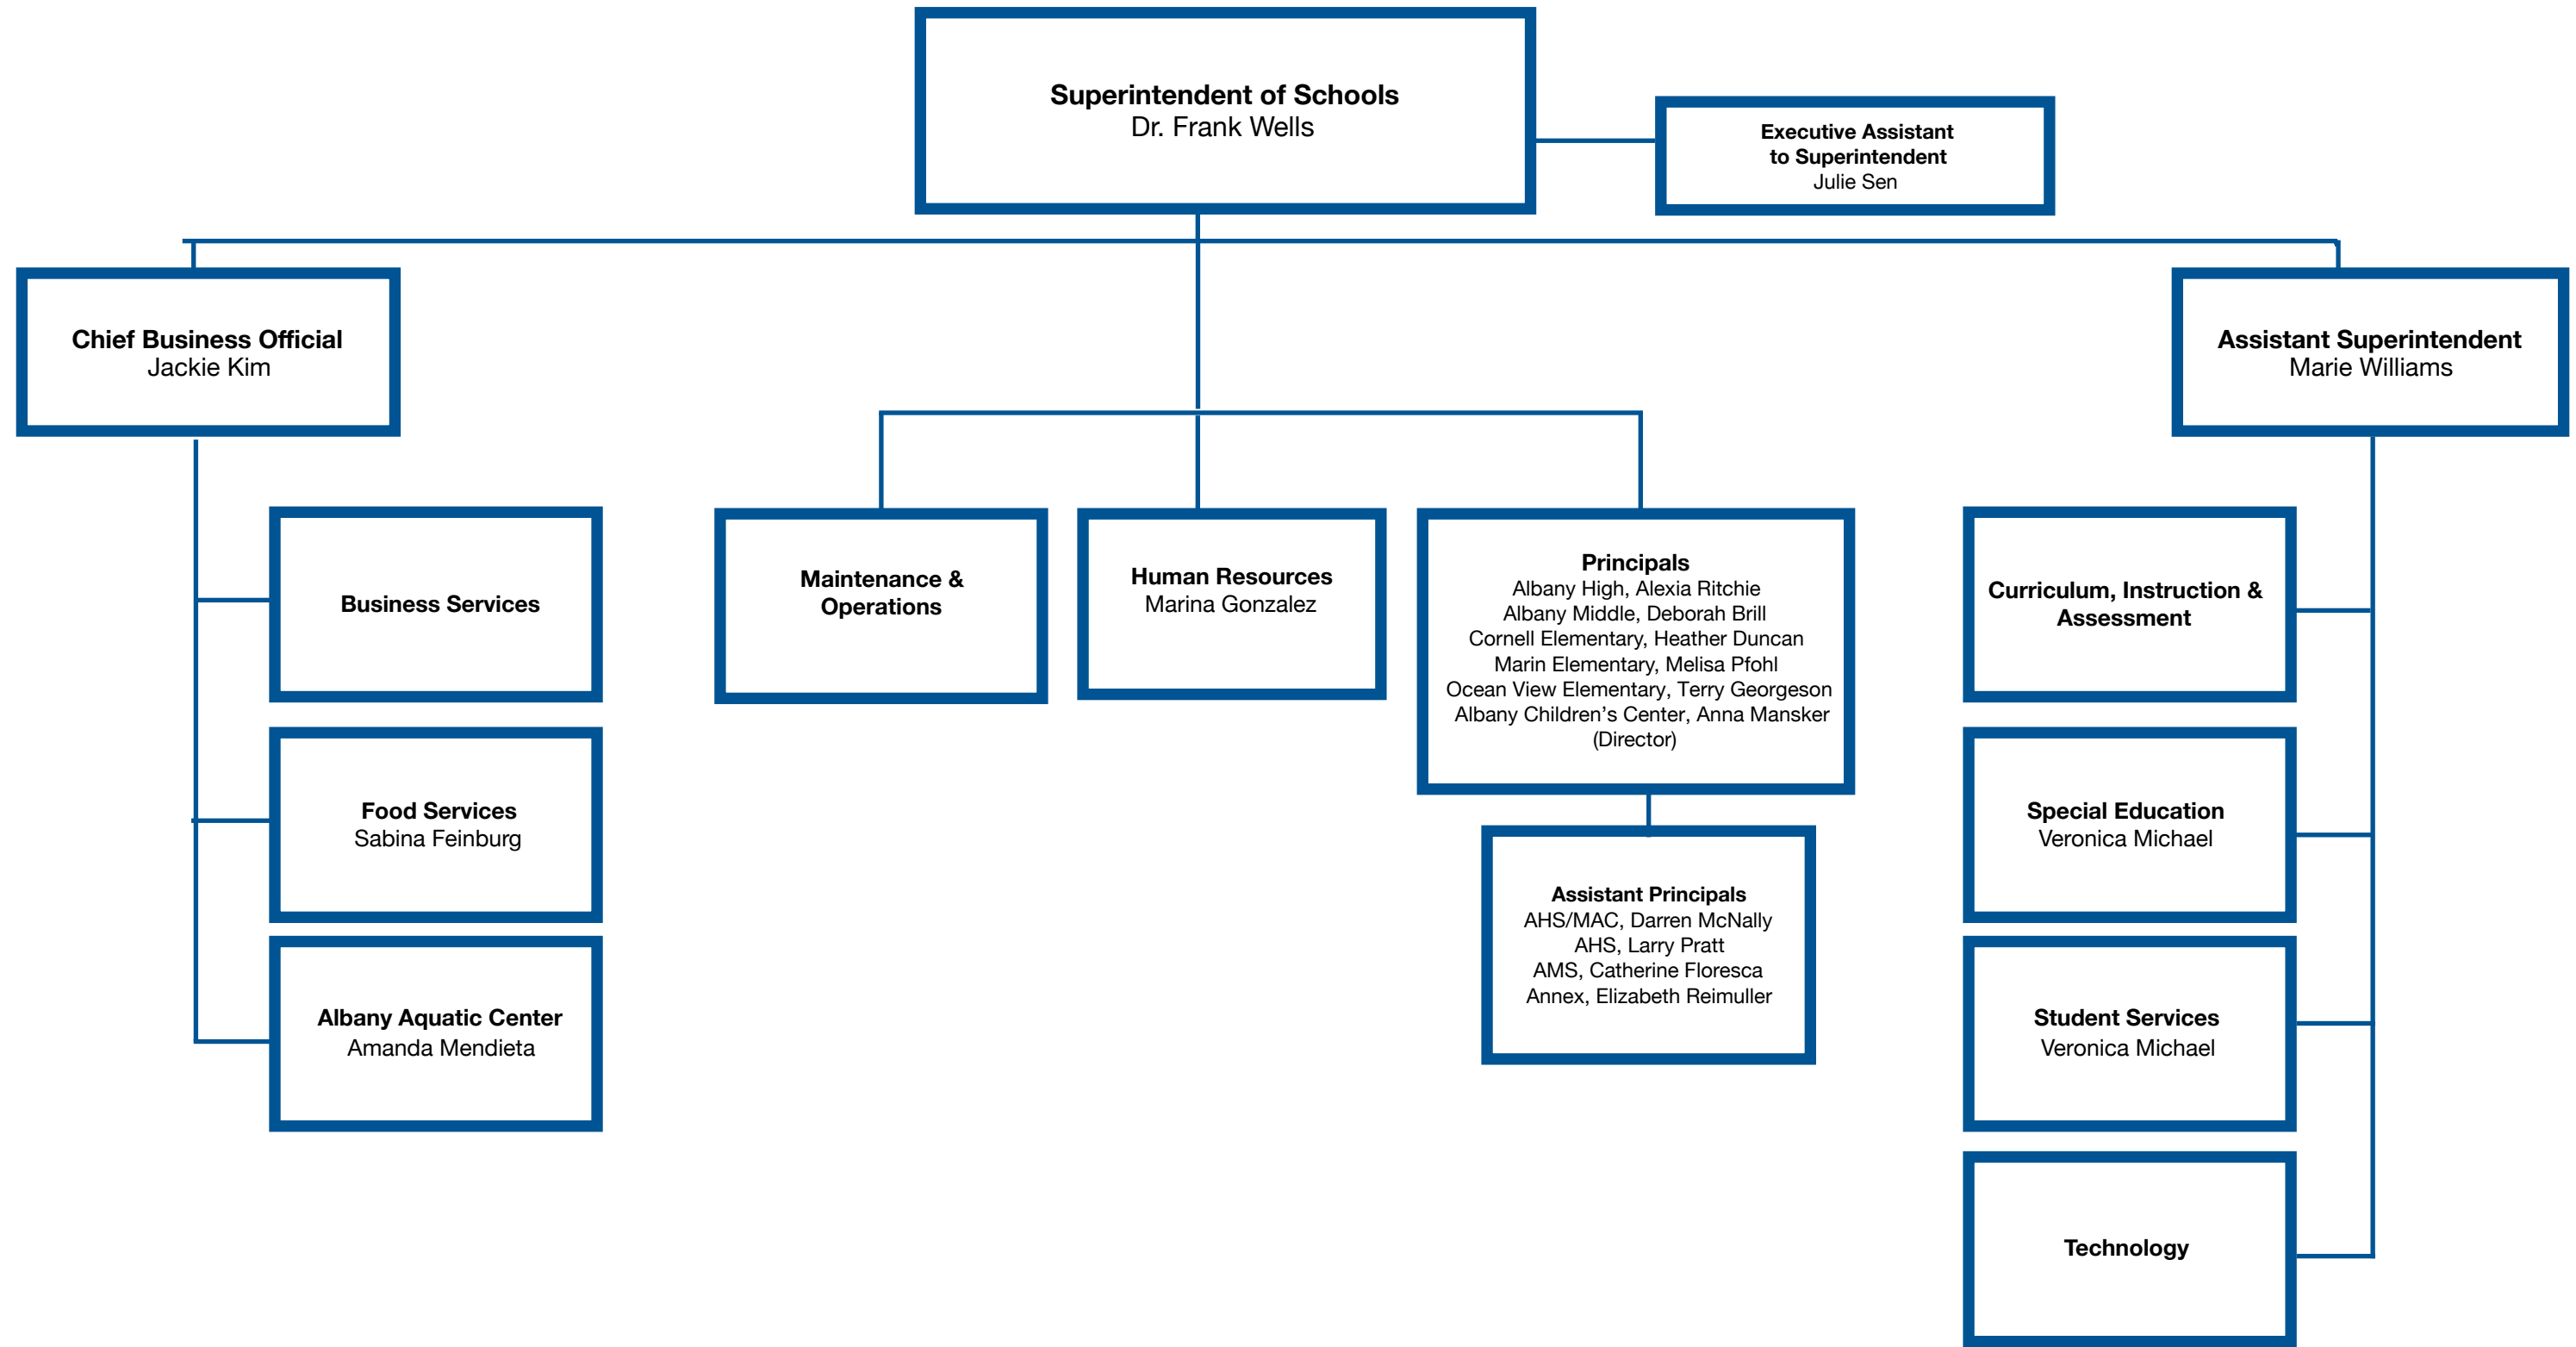 Superintendent of Schools
Dr. Frank Wells
Executive Assistant
to Superintendent
Julie Sen
Chief Business Official
Jackie Kim
Assistant Superintendent
Marie Williams
Business Services
Food Services
Sabina Feinburg
Albany Aquatic Center
Amanda Mendieta
Maintenance &
Operations
Human Resources
Marina Gonzalez
Principals
Albany High, Alexia Ritchie
Albany Middle, Deborah Brill
Cornell Elementary, Heather Duncan
Marin Elementary, Melisa Pfohl
Ocean View Elementary, Terry Georgeson
Albany Children’s Center, Anna Mansker
(Director)
Assistant Principals
AHS/MAC, Darren McNally
AHS, Larry Pratt
AMS, Catherine Floresca
Annex, Elizabeth Reimuller
Curriculum, Instruction &
Assessment
Special Education
Veronica Michael
Student Services
Veronica Michael
Technology